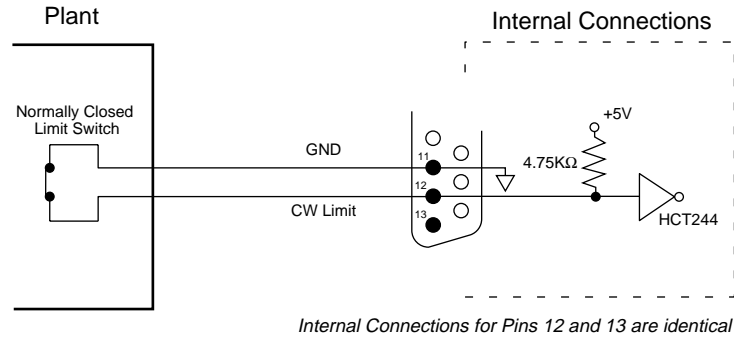 Plant
Internal Connections
Normally Closed
Limit Switch
+5V
GND
11
4.75KΩ
12
CW Limit
13
HCT244
Internal Connections for Pins 12 and 13 are identical